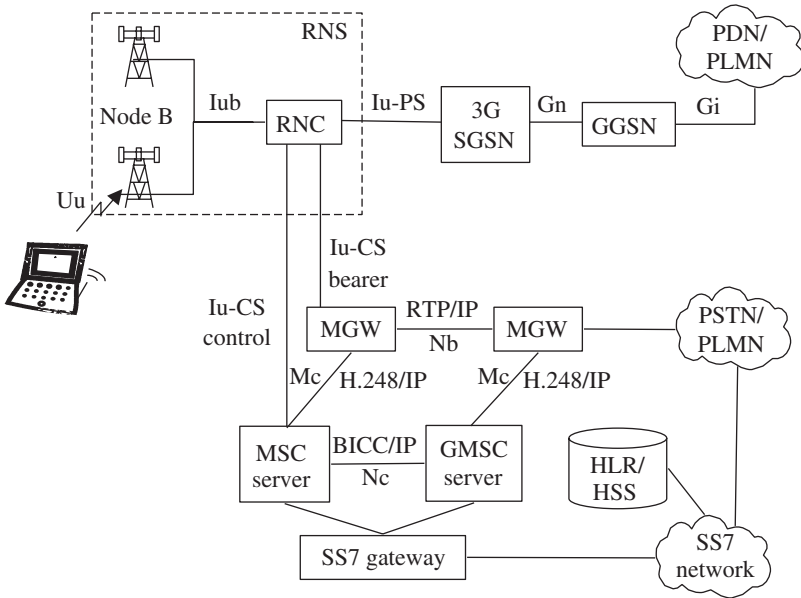 RNS
PDN/
PLMN
Node B
Iub
RNC
Iu-PS
3G
SGSN
Gn
GGSN
Gi
Uu
Iu-CS
bearer
Iu-CS
control
MGW
RTP/IP
Nb
MGW
PSTN/
PLMN
Mc
H.248/IP
Mc
H.248/IP
MSC
server
BICC/IP
Nc
GMSC
server
HLR/
HSS
SS7 gateway
SS7
network